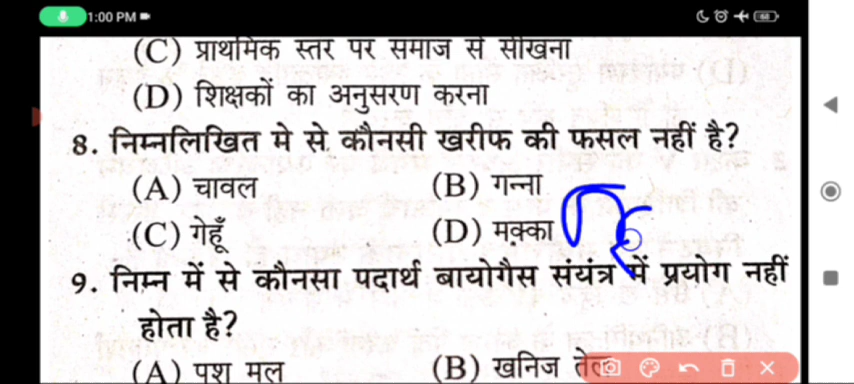 1:00 PM
68
(C) प्राथमिक स्तर पर समाज से सीखना
(D) शिक्षकों का अनुसरण करना
8. निम्नलिखित मे से कौनसी खरीफ की फसल नहीं है?
(A) चावल (B) गन्ना
(C) गेहूँ (D) मक्का
9. निम्न में से कौनसा पदार्थ बायोगैस संयंत्र में प्रयोग नहीं
होता है?
(A) पशु मल (B) खनिज तेल